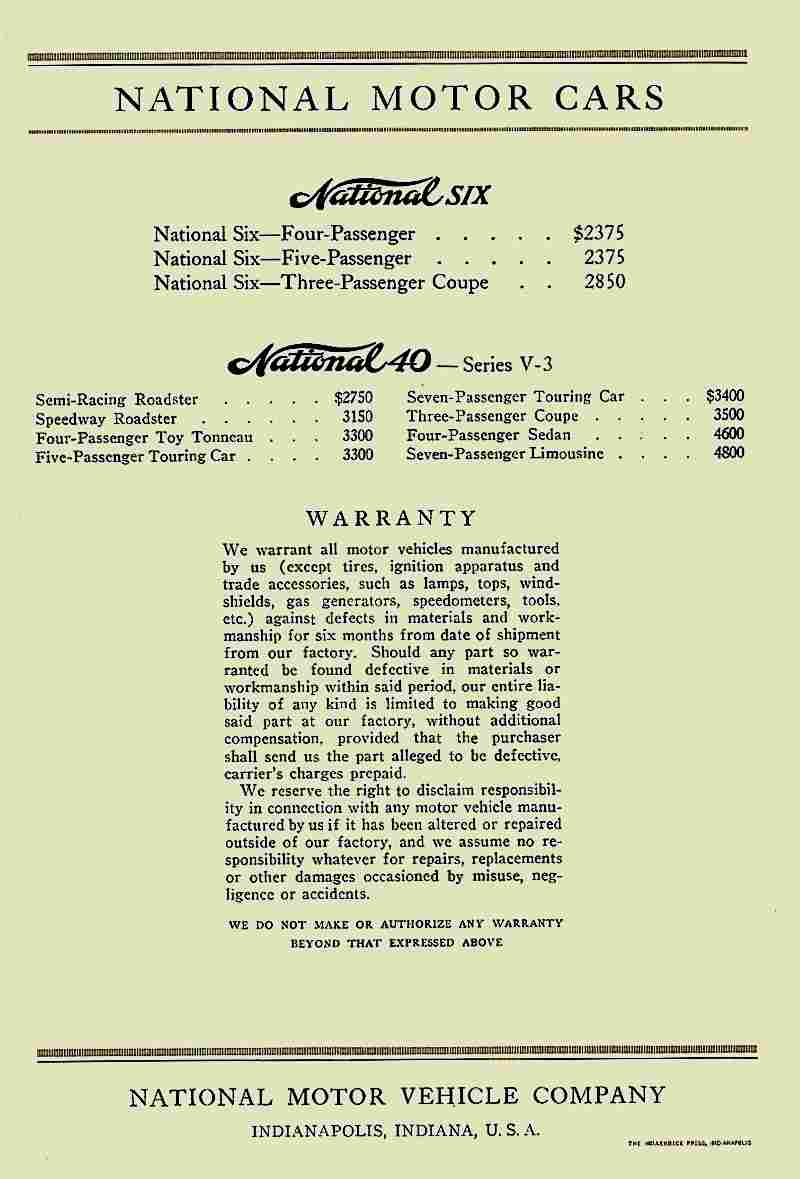 NATIONAL MOTOR CARS
National SIX
National Six—Four-Passenger . . . . . $2375
National Six—Five-Passenger . . . . . 2375
National Six—Three-Passenger Coupe . . 2850
National 40 — Series V-3
Semi-Racing Roadster . . . . . $2750
Speedway Roadster . . . . . . 3150
Four-Passenger Toy Tonneau . . . 3300
Five-Passenger Touring Car . . . . 3300
Seven-Passenger Touring Car . . . $3400
Three-Passenger Coupe . . . . . 3500
Four-Passenger Sedan . . . . . 4600
Seven-Passenger Limousine . . . . 4800
WARRANTY
We warrant all motor vehicles manufactured
by us (except tires, ignition apparatus and
trade accessories, such as lamps, tops, wind-
shields, gas generators, speedometers, tools,
etc.) against defects in materials and work-
manship for six months from date of shipment
from our factory. Should any part so war-
ranted be found defective in materials or
workmanship within said period, our entire lia-
bility of any kind is limited to making good
said part at our factory, without additional
compensation, provided that the purchaser
shall send us the part alleged to be defective,
carrier's charges prepaid.
We reserve the right to disclaim responsibil-
ity in connection with any motor vehicle manu-
factured by us if it has been altered or repaired
outside of our factory, and we assume no re-
sponsibility whatever for repairs, replacements
or other damages occasioned by misuse, neg-
ligence or accidents.
WE DO NOT MAKE OR AUTHORIZE ANY WARRANTY
BEYOND THAT EXPRESSED ABOVE
NATIONAL MOTOR VEHICLE COMPANY
INDIANAPOLIS, INDIANA, U. S. A.
THE HOLLENBECK PRESS, INDIANAPOLIS